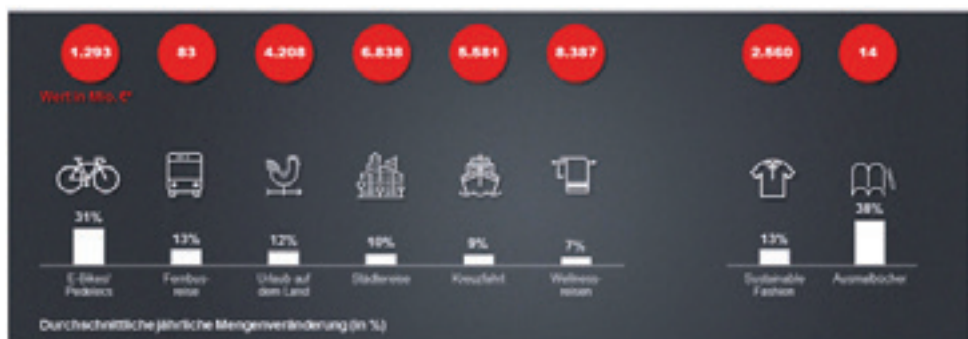 1.293 83 4.208 6.838 5.581 8.387 2.560 14
Wert in Mio. €*
31% 13% 12% 10% 9% 7% 13% 38%
E-Bikes/ Fernbus- Urlaub auf Städtereise Kreuzfahrt Wellness- Sustainable Ausmalbücher
Pedelecs reise dem Land reisen Fashion
Durchschnittliche jährliche Mengenveränderung (in %)